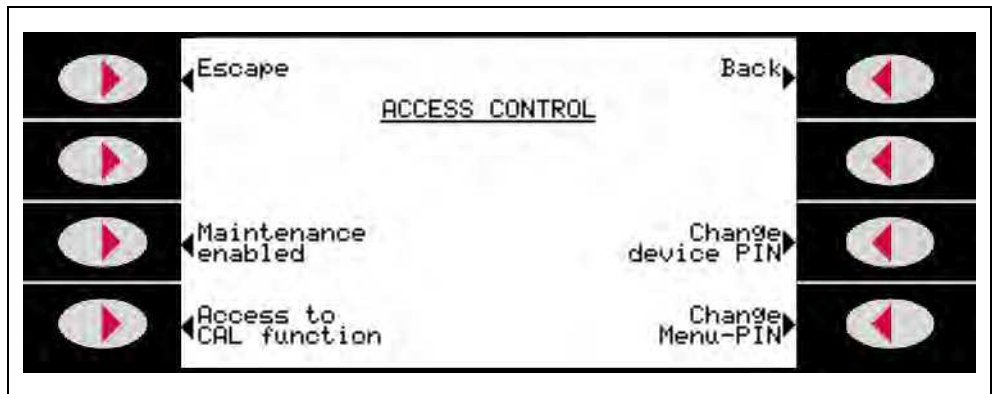 Escape
Back
ACCESS CONTROL
Maintenance
enabled
Change
device PIN
Access to
CAL function
Change
Menu-PIN